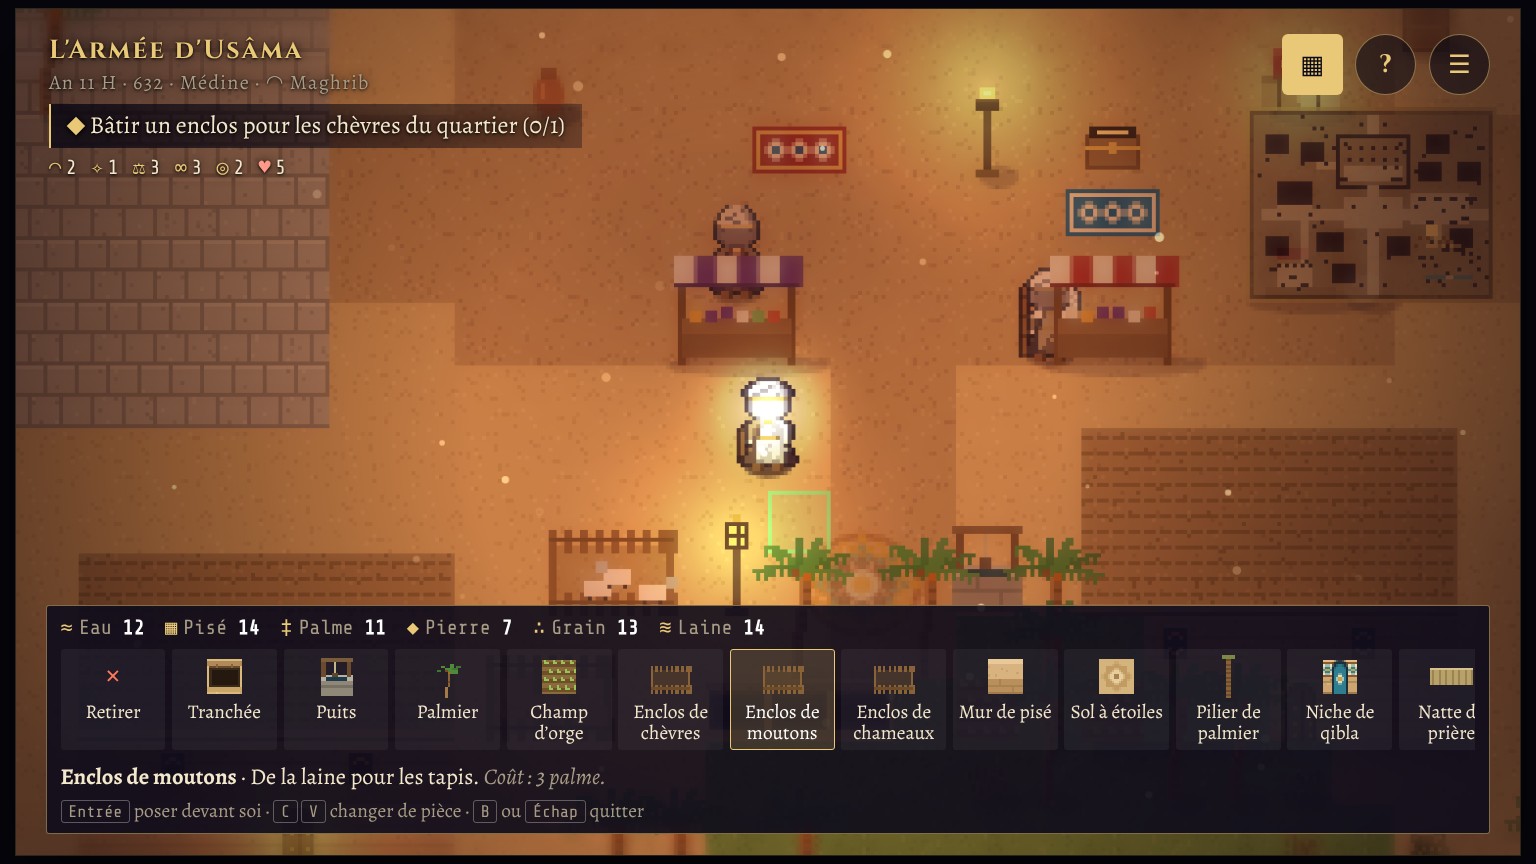 L'Armée d'Usâma
An 11 H · 632 · Médine · ◠ Maghrib
◆ Bâtir un enclos pour les chèvres du quartier (0/1)
◠ 2 ✧ 1 ⚖ 3 ∞ 3 ◎ 2 ♥ 5
?
≈ Eau 12 ▦ Pisé 14 ‡ Palme 11 ◆ Pierre 7 ∴ Grain 13 ≋ Laine 14
Retirer
Tranchée
Puits
Palmier
Champ d'orge
Enclos de chèvres
Enclos de moutons
Enclos de chameaux
Mur de pisé
Sol à étoiles
Pilier de palmier
Niche de qibla
Natte d
prière
Enclos de moutons · De la laine pour les tapis. Coût : 3 palme.
Entrée poser devant soi · C V changer de pièce · B ou Échap quitter